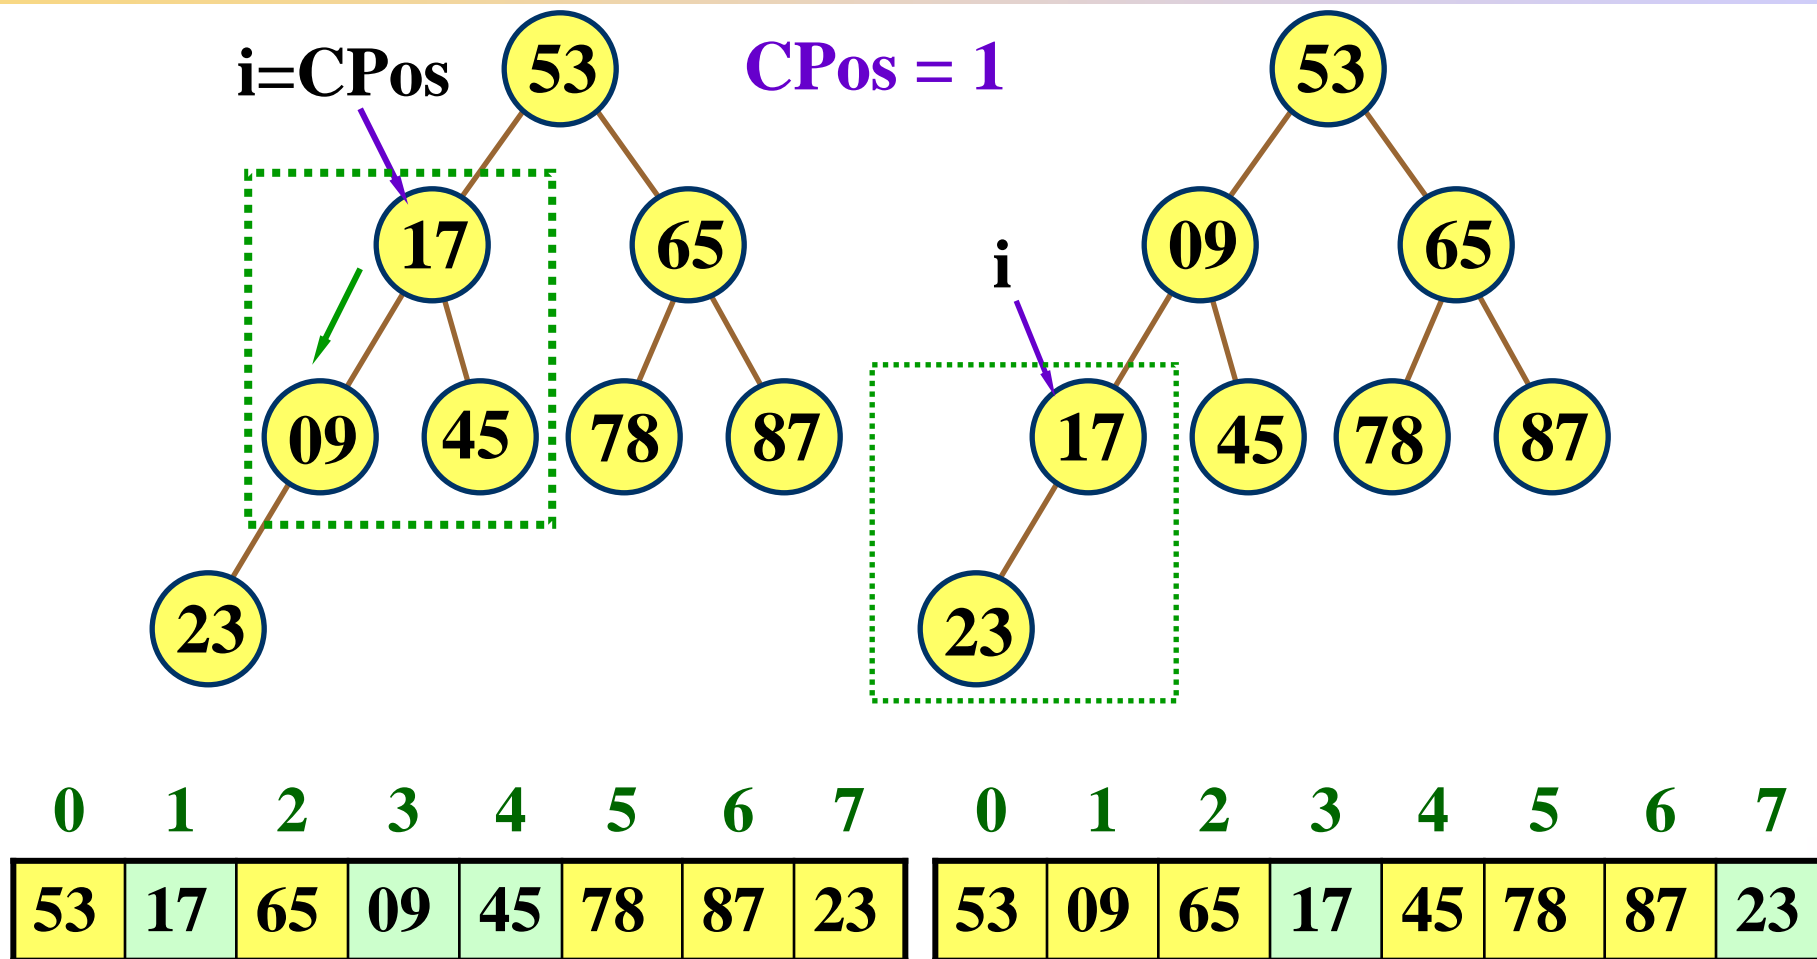 i=CPos
CPos = 1
53
17 65
09 45 78 87
23
53
i
09 65
17 45 78 87
23
0 1 2 3 4 5 6 7
53 17 65 09 45 78 87 23
0 1 2 3 4 5 6 7
53 09 65 17 45 78 87 23